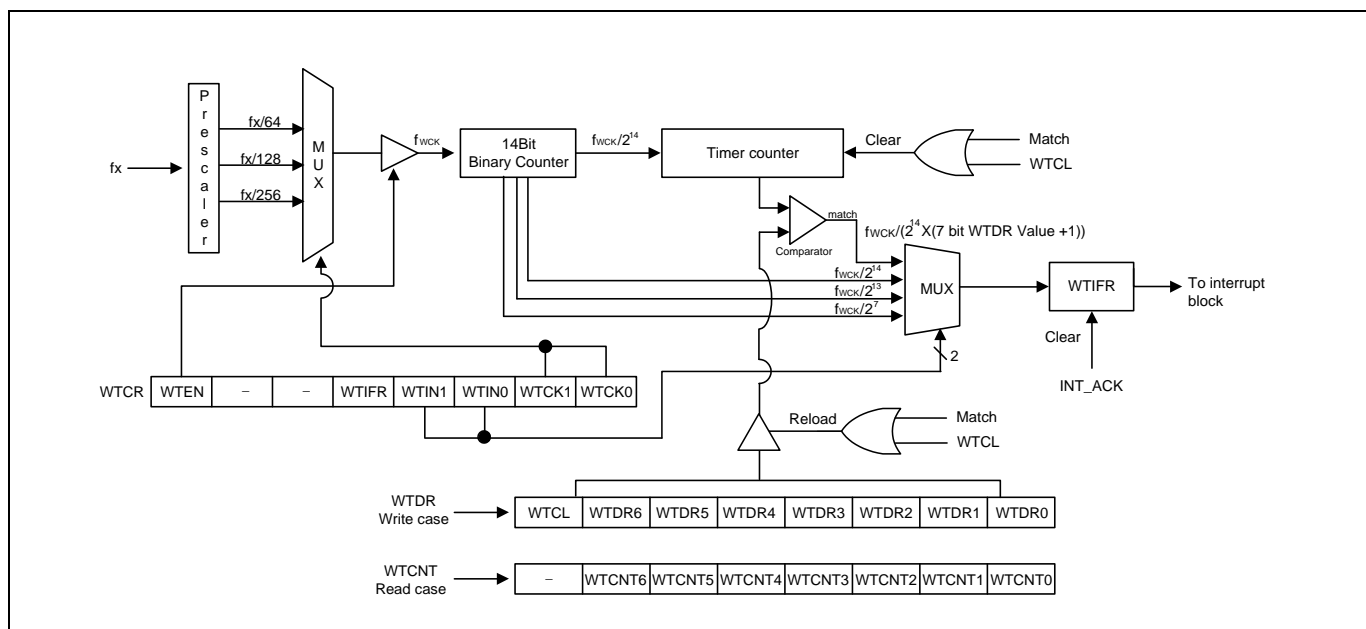 Prescaler
fx
fx/64
fx/128
fx/256
MUX
fWCK
14Bit
Binary Counter
fWCK/2^14
Timer counter
Clear
Match
WTCL
match
Comparator
fWCK/(2^14X(7 bit WTDR Value +1))
fWCK/2^14
fWCK/2^13
fWCK/2^7
MUX
2
WTIFR
To interrupt
block
Clear
INT_ACK
WTCR WTEN – – WTIFR WTIN1 WTIN0 WTCK1 WTCK0
Reload
Match
WTCL
WTDR
Write case
WTCL WTDR6 WTDR5 WTDR4 WTDR3 WTDR2 WTDR1 WTDR0
WTCNT
Read case
– WTCNT6 WTCNT5 WTCNT4 WTCNT3 WTCNT2 WTCNT1 WTCNT0